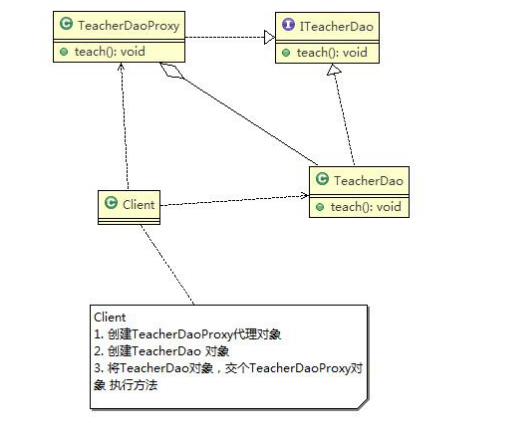 TeacherDaoProxy
teach(): void
ITeacherDao
teach(): void
TeacherDao
teach(): void
Client
Client
1. 创建TeacherDaoProxy代理对象
2. 创建TeacherDao 对象
3. 将TeacherDao对象，交个TeacherDaoProxy对
象 执行方法